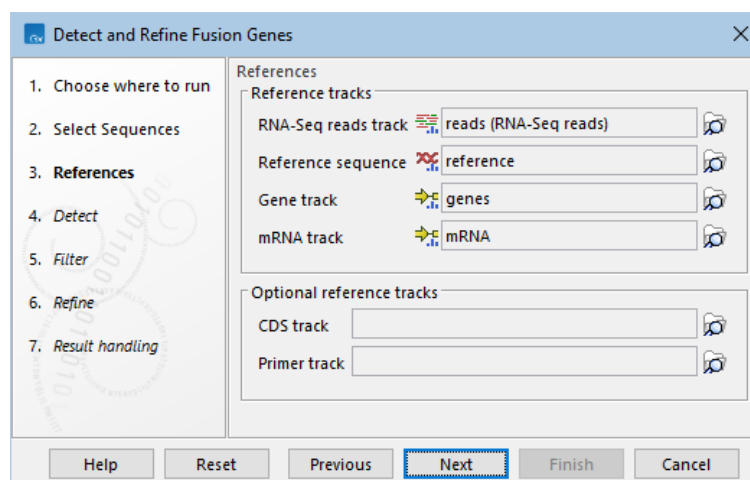 Gx Detect and Refine Fusion Genes
1. Choose where to run
2. Select Sequences
3. References
4. Detect
5. Filter
6. Refine
7. Result handling
References
Reference tracks
RNA-Seq reads track reads (RNA-Seq reads)
Reference sequence reference
Gene track genes
mRNA track mRNA
Optional reference tracks
CDS track
Primer track
Help Reset Previous Next Finish Cancel